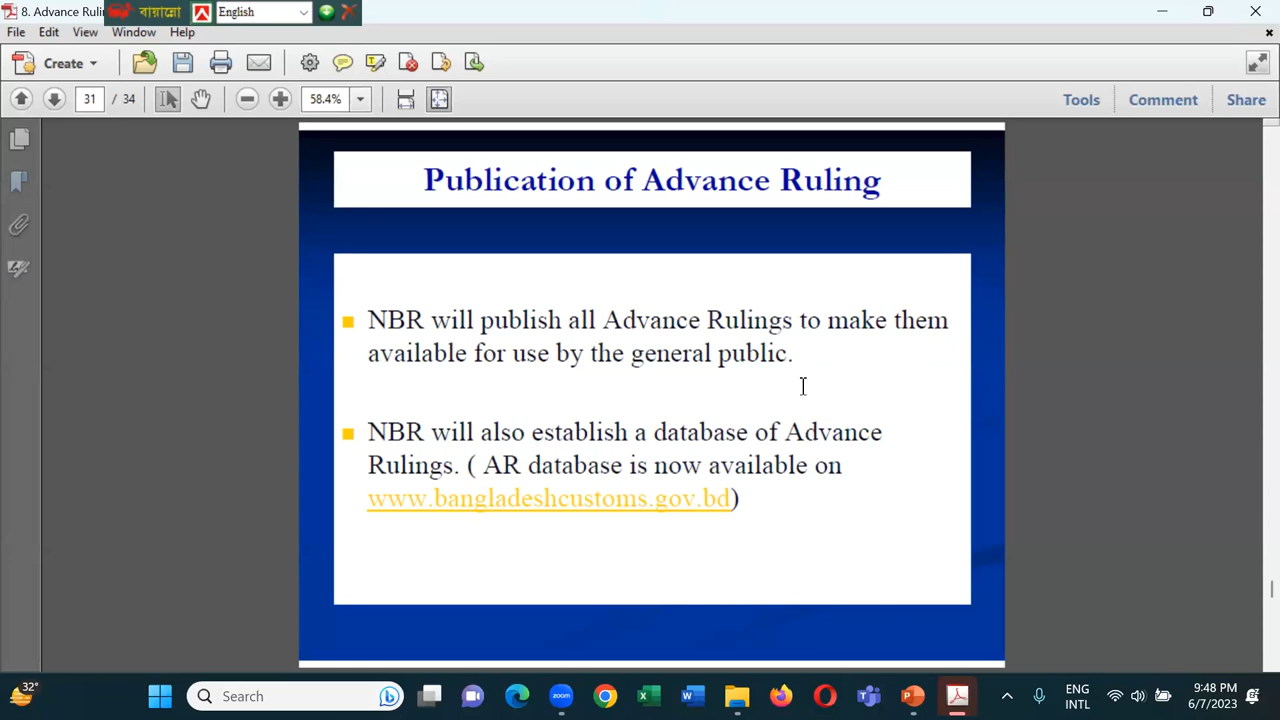 8. Advance Rulin
বায়ান্নো
English
File Edit View Window Help
Create
31 / 34
58.4%
Tools Comment Share
Publication of Advance Ruling
NBR will publish all Advance Rulings to make them
available for use by the general public.
NBR will also establish a database of Advance
Rulings. ( AR database is now available on
www.bangladeshcustoms.gov.bd)
32°
Search
zoom
ENG
INTL
9:48 PM
6/7/2023